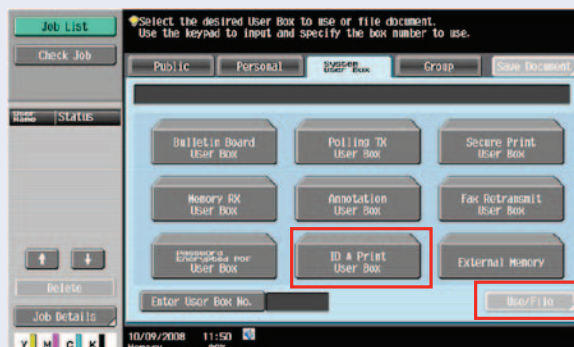 Job List
Check Job
User Name
Status
Delete
Job Details
Y M C K
Select the desired User Box to use or file document.
Use the keypad to input and specify the box number to use.
Public
Personal
System User Box
Group
Save Document
Bulletin Board
User Box
Polling TX
User Box
Secure Print
User Box
Memory RX
User Box
Annotation
User Box
Fax Retransmit
User Box
Password
Encrypted PDF
User Box
ID & Print
User Box
External Memory
Enter User Box No.
Use/File
10/09/2008 11:50
Memory